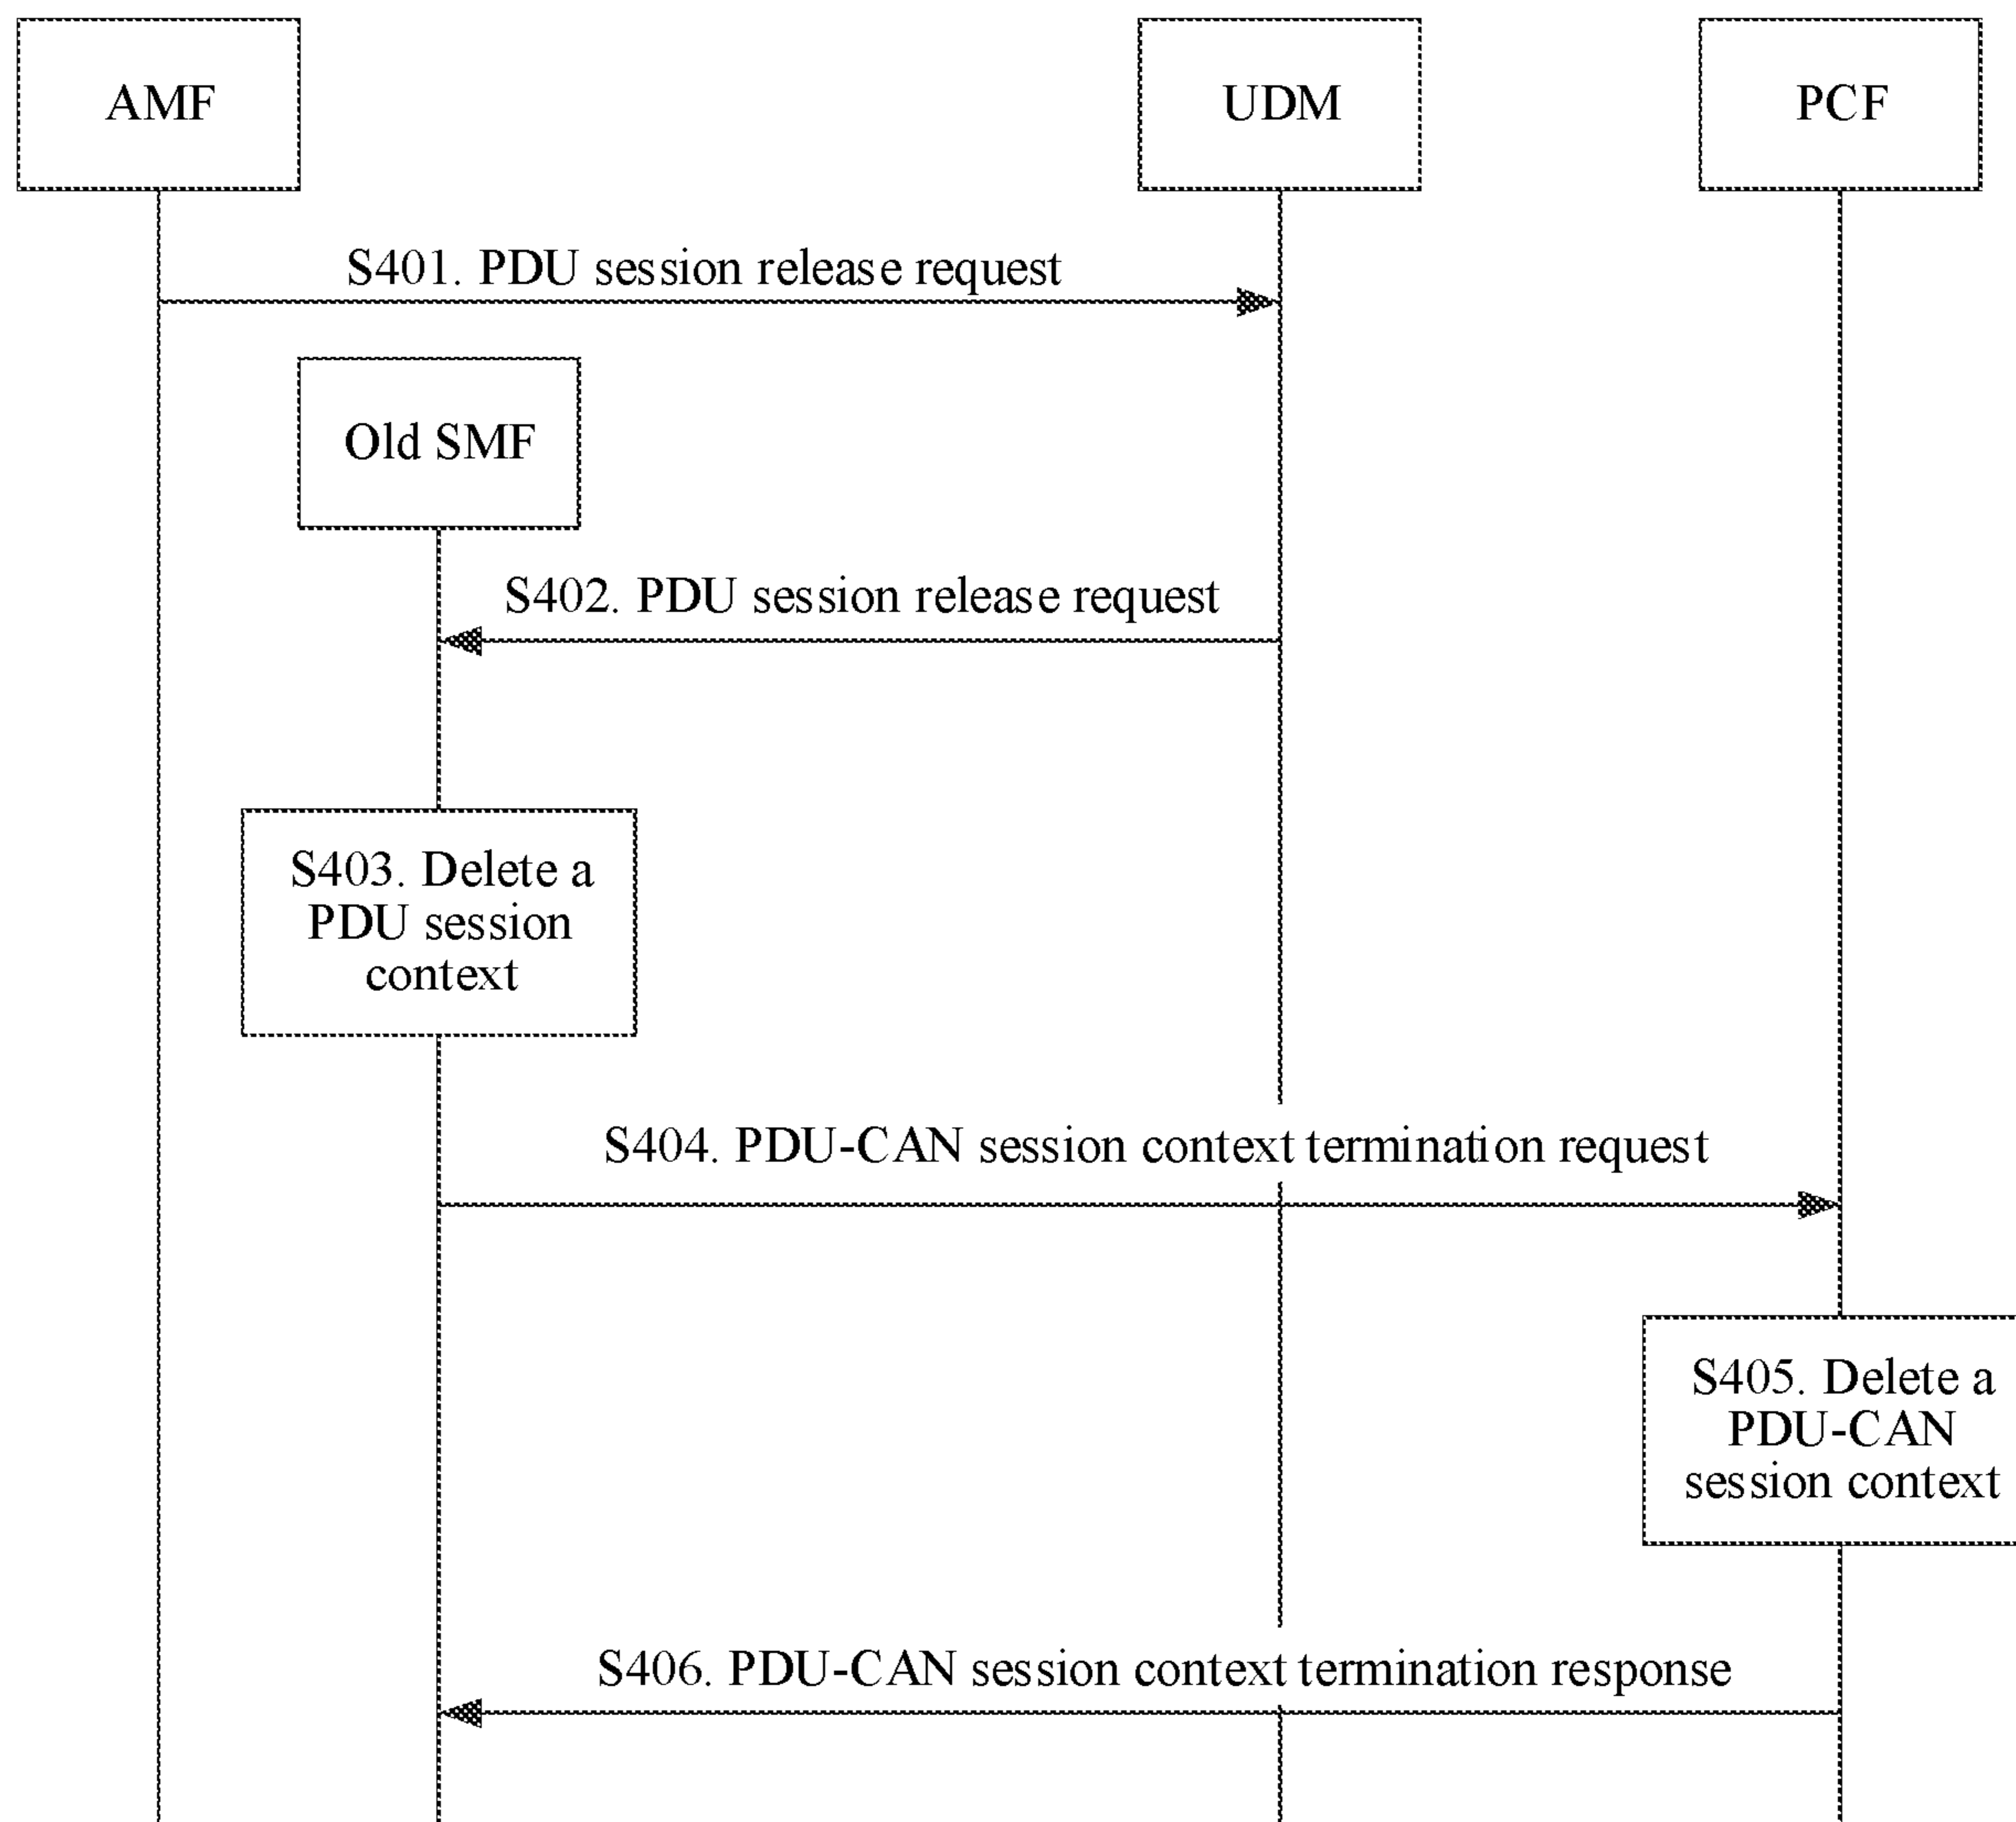 AMF
UDM
PCF
S401. PDU session release request
Old SMF
S402. PDU session release request
S403. Delete a
PDU session
context
S404. PDU-CAN session context termination request
S405. Delete a
PDU-CAN
session context
S406. PDU-CAN session context termination response